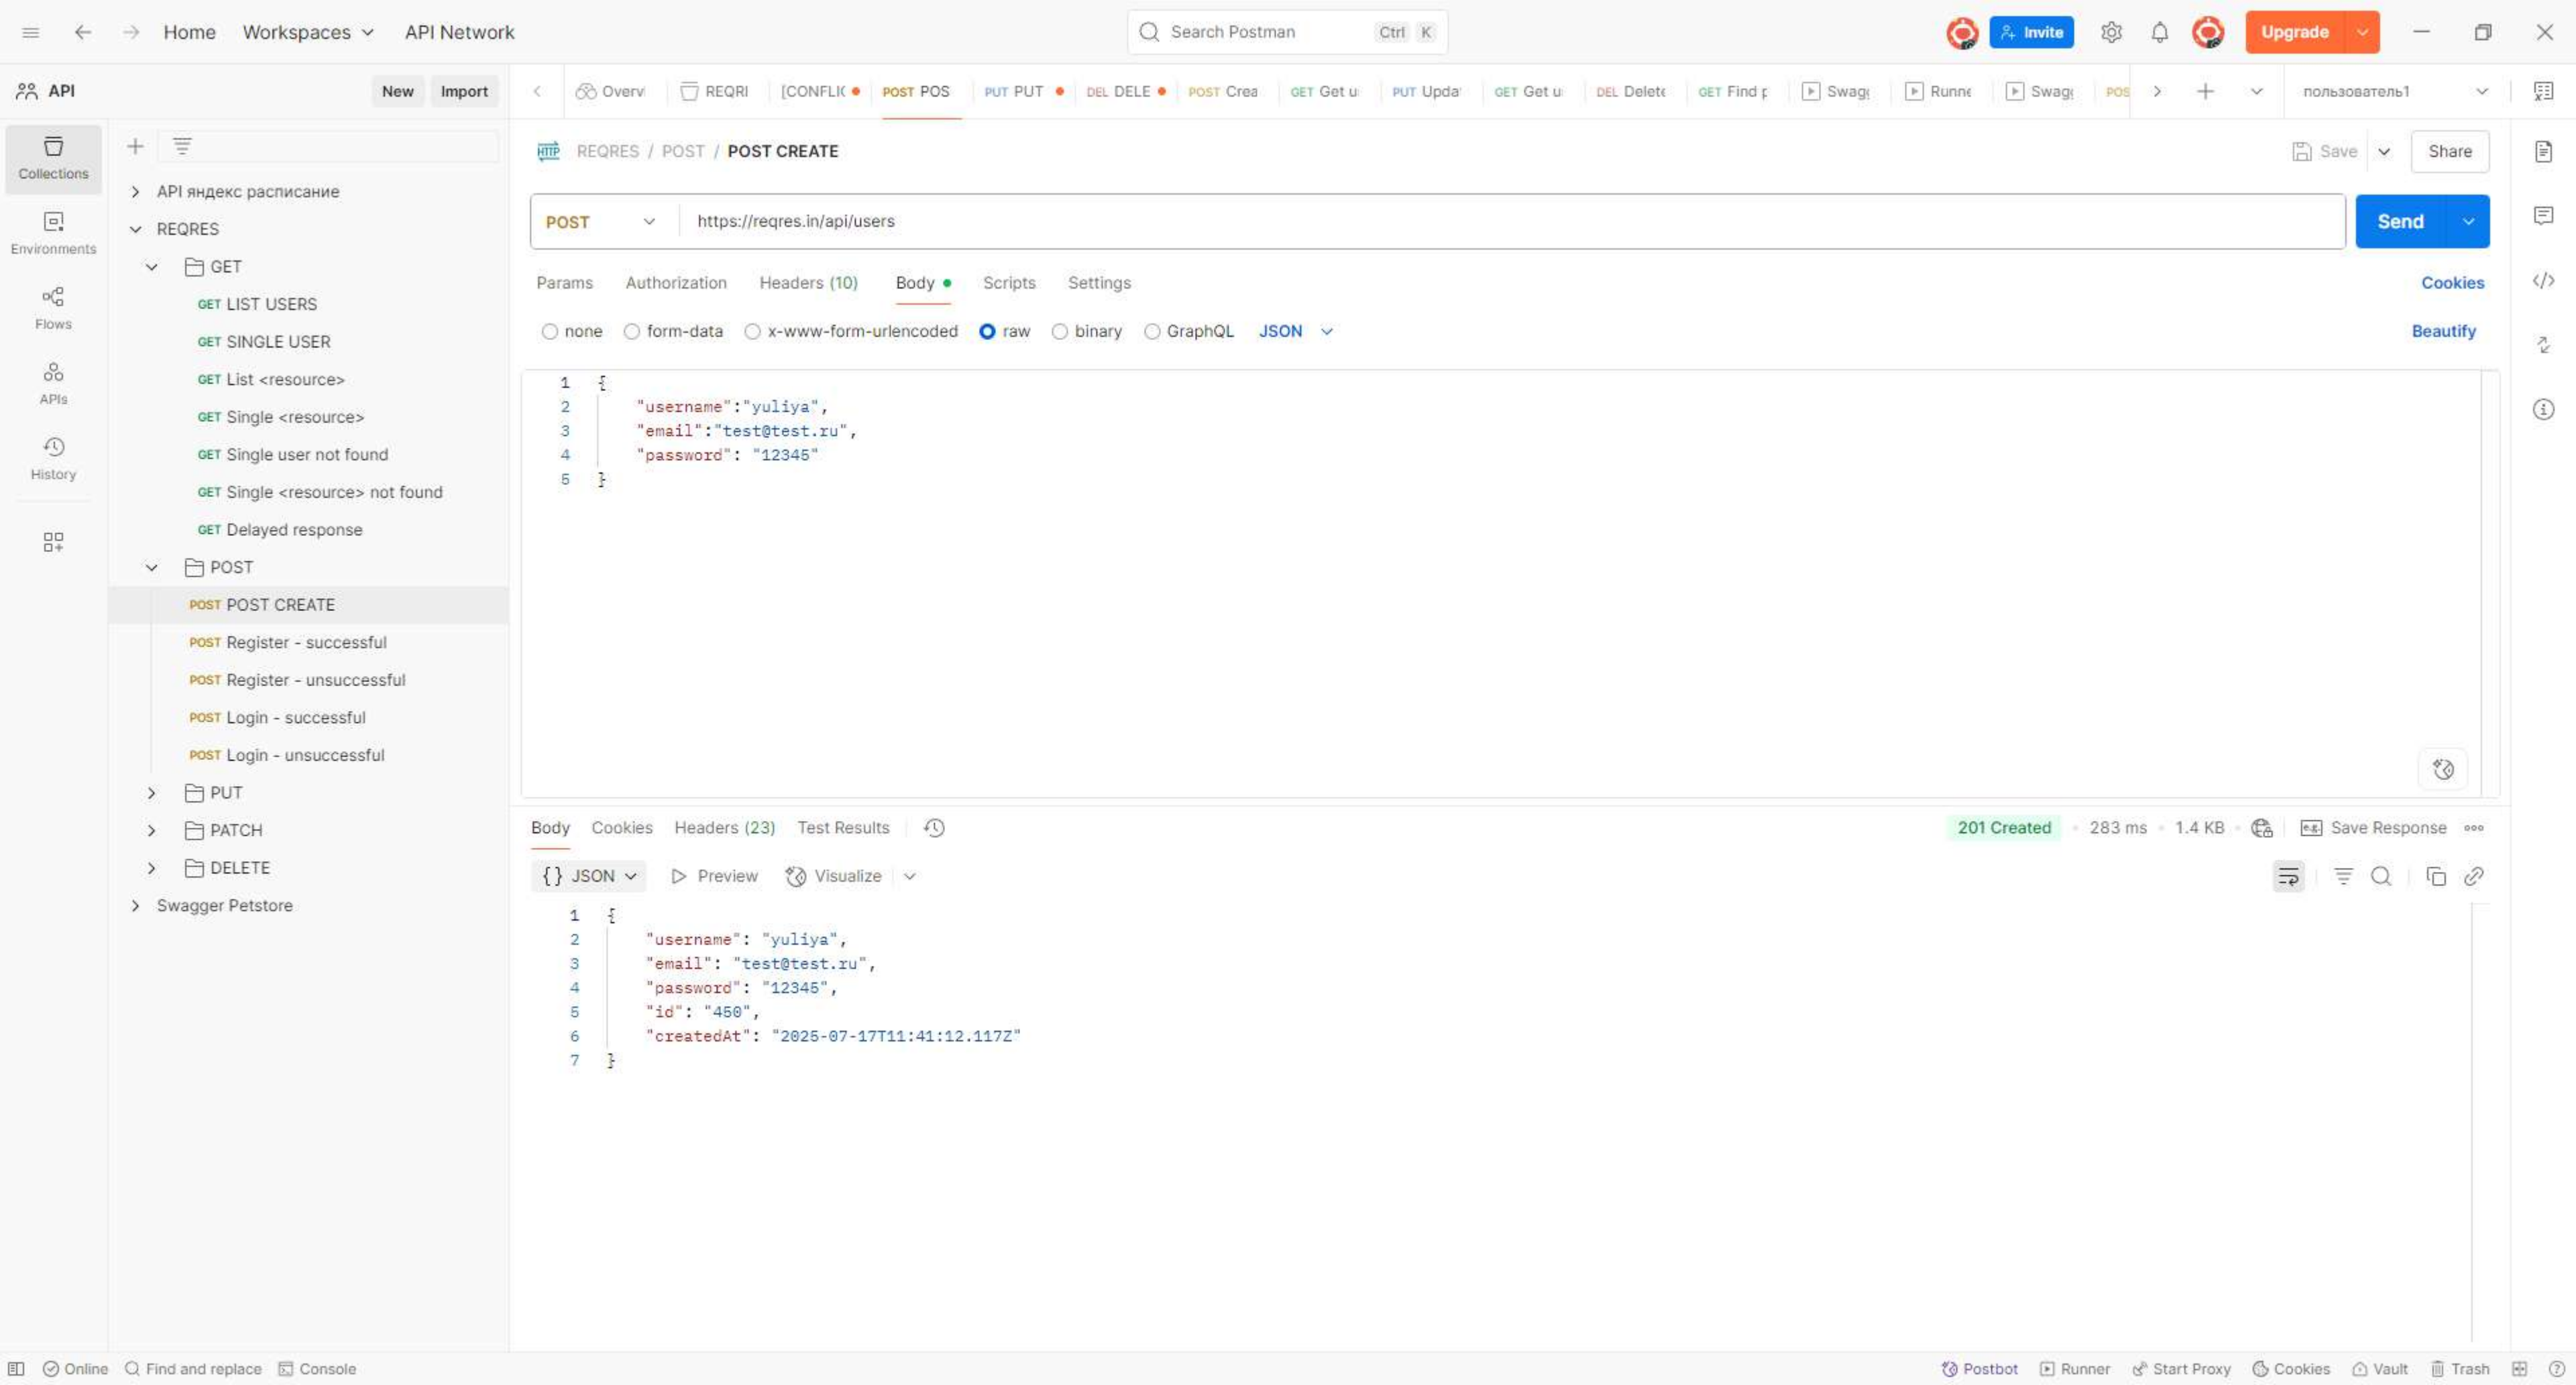 Home Workspaces API Network Search Postman Ctrl K Invite Upgrade
API New Import Overv REQRI [CONFLI POST POS PUT PUT DEL DELE POST Crea GET Get u PUT Upda GET Get u DEL Delete GET Find p Swag Runne Swag POS пользователь1
Collections
Environments
Flows
APIs
History
API яндекс расписание
REQRES
GET
GET LIST USERS
GET SINGLE USER
GET List <resource>
GET Single <resource>
GET Single user not found
GET Single <resource> not found
GET Delayed response
POST
POST POST CREATE
POST Register - successful
POST Register - unsuccessful
POST Login - successful
POST Login - unsuccessful
PUT
PATCH
DELETE
Swagger Petstore
HTTP REQRES / POST / POST CREATE Save Share
POST https://reqres.in/api/users Send
Params Authorization Headers (10) Body Scripts Settings Cookies
none form-data x-www-form-urlencoded raw binary GraphQL JSON Beautify
1 {
2 "username":"yuliya",
3 "email":"test@test.ru",
4 "password": "12345"
5 }
Body Cookies Headers (23) Test Results 201 Created 283 ms 1.4 KB e.g. Save Response
{} JSON Preview Visualize
1 {
2 "username": "yuliya",
3 "email": "test@test.ru",
4 "password": "12345",
5 "id": "450",
6 "createdAt": "2025-07-17T11:41:12.117Z"
7 }
Online Find and replace Console Postbot Runner Start Proxy Cookies Vault Trash